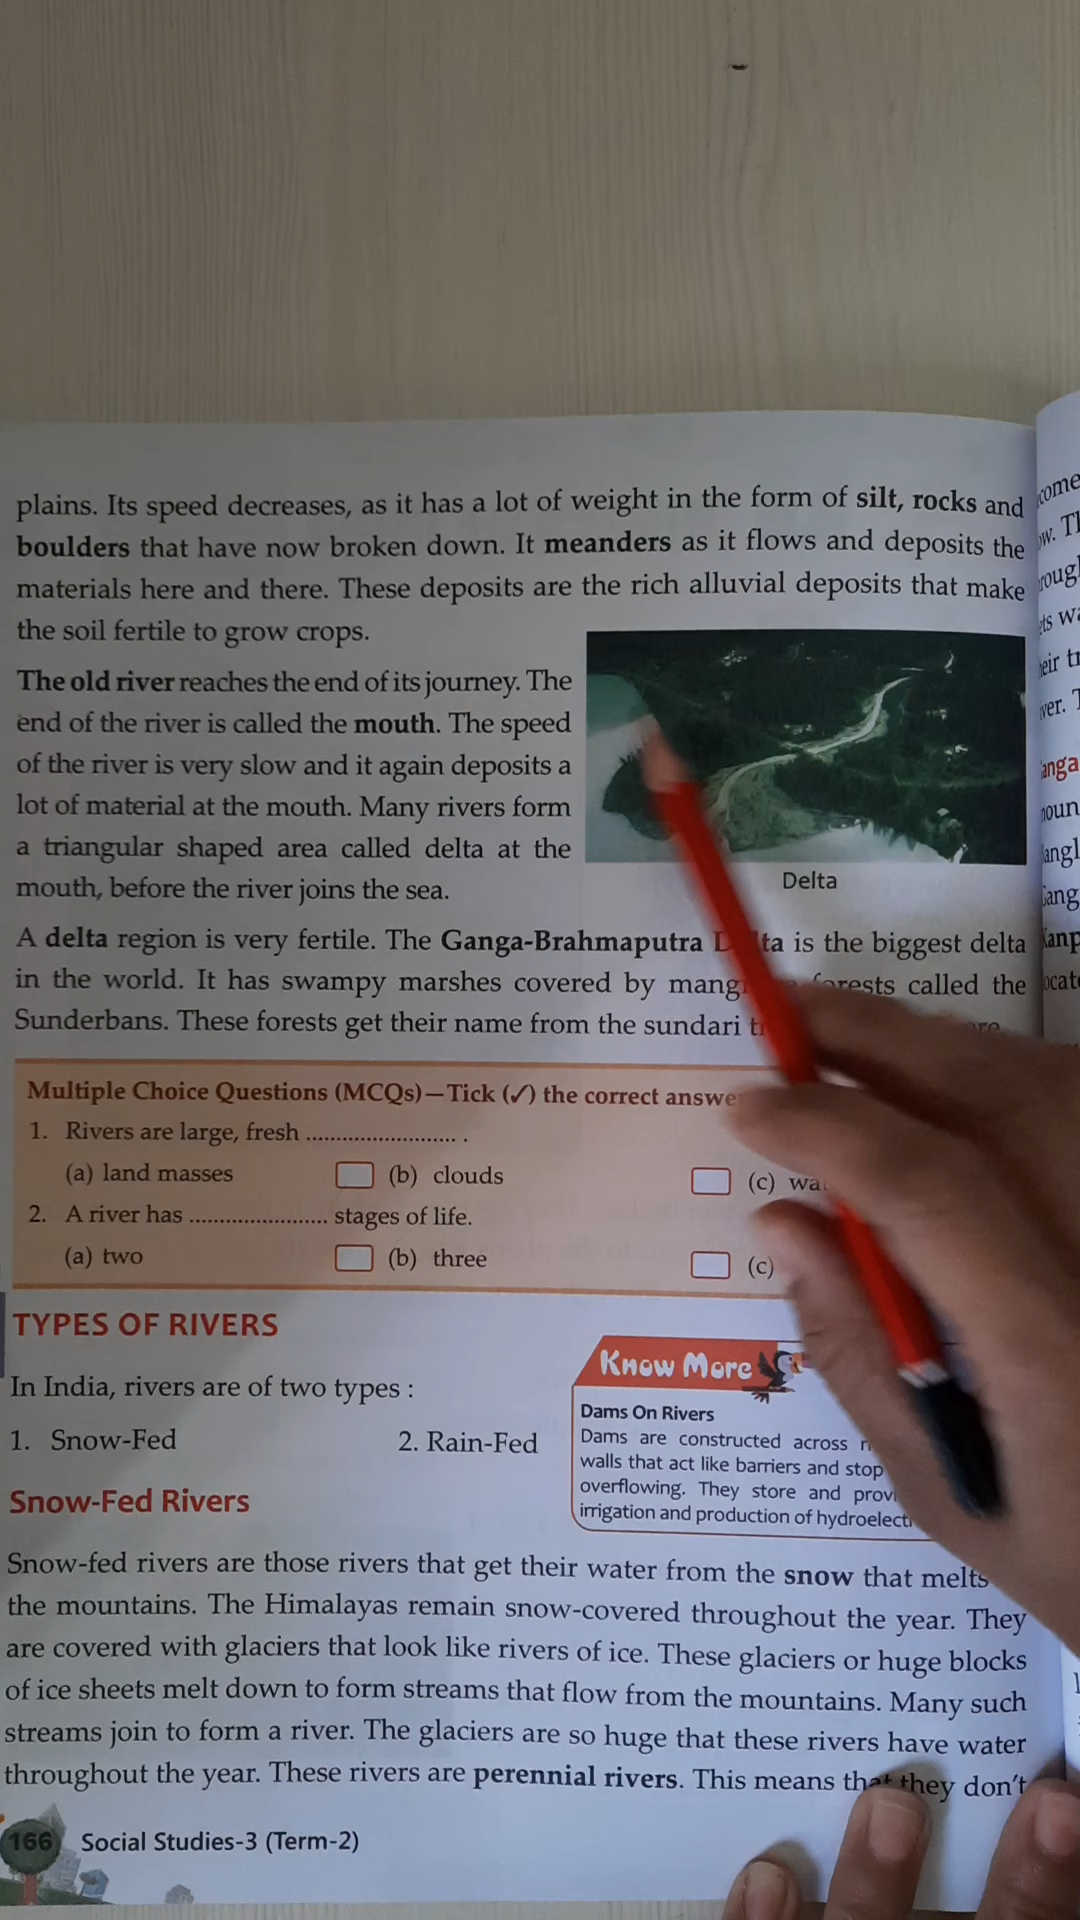 plains. Its speed decreases, as it has a lot of weight in the form of silt, rocks and
boulders that have now broken down. It meanders as it flows and deposits the
materials here and there. These deposits are the rich alluvial deposits that make
the soil fertile to grow crops.
The old river reaches the end of its journey. The
end of the river is called the mouth. The speed
of the river is very slow and it again deposits a
lot of material at the mouth. Many rivers form
a triangular shaped area called delta at the
mouth, before the river joins the sea.
Delta
A delta region is very fertile. The Ganga-Brahmaputra is the biggest delta
in the world. It has swampy marshes covered by forests called the
Sunderbans. These forests get their name from the sundari
Multiple Choice Questions (MCQs)—Tick (✓) the correct
1. Rivers are large, fresh ......................... .
(a) land masses (b) clouds (c)
2. A river has ....................... stages of life.
(a) two (b) three (c)
TYPES OF RIVERS
In India, rivers are of two types :
1. Snow-Fed 2. Rain-Fed
Know More
Dams On Rivers
Dams are constructed across
walls that act like barriers and stop
overflowing. They store and
irrigation and production of
Snow-Fed Rivers
Snow-fed rivers are those rivers that get their water from the snow that melts
the mountains. The Himalayas remain snow-covered throughout the year. They
are covered with glaciers that look like rivers of ice. These glaciers or huge blocks
of ice sheets melt down to form streams that flow from the mountains. Many such
streams join to form a river. The glaciers are so huge that these rivers have water
throughout the year. These rivers are perennial rivers. This means that they don't
166 Social Studies-3 (Term-2)